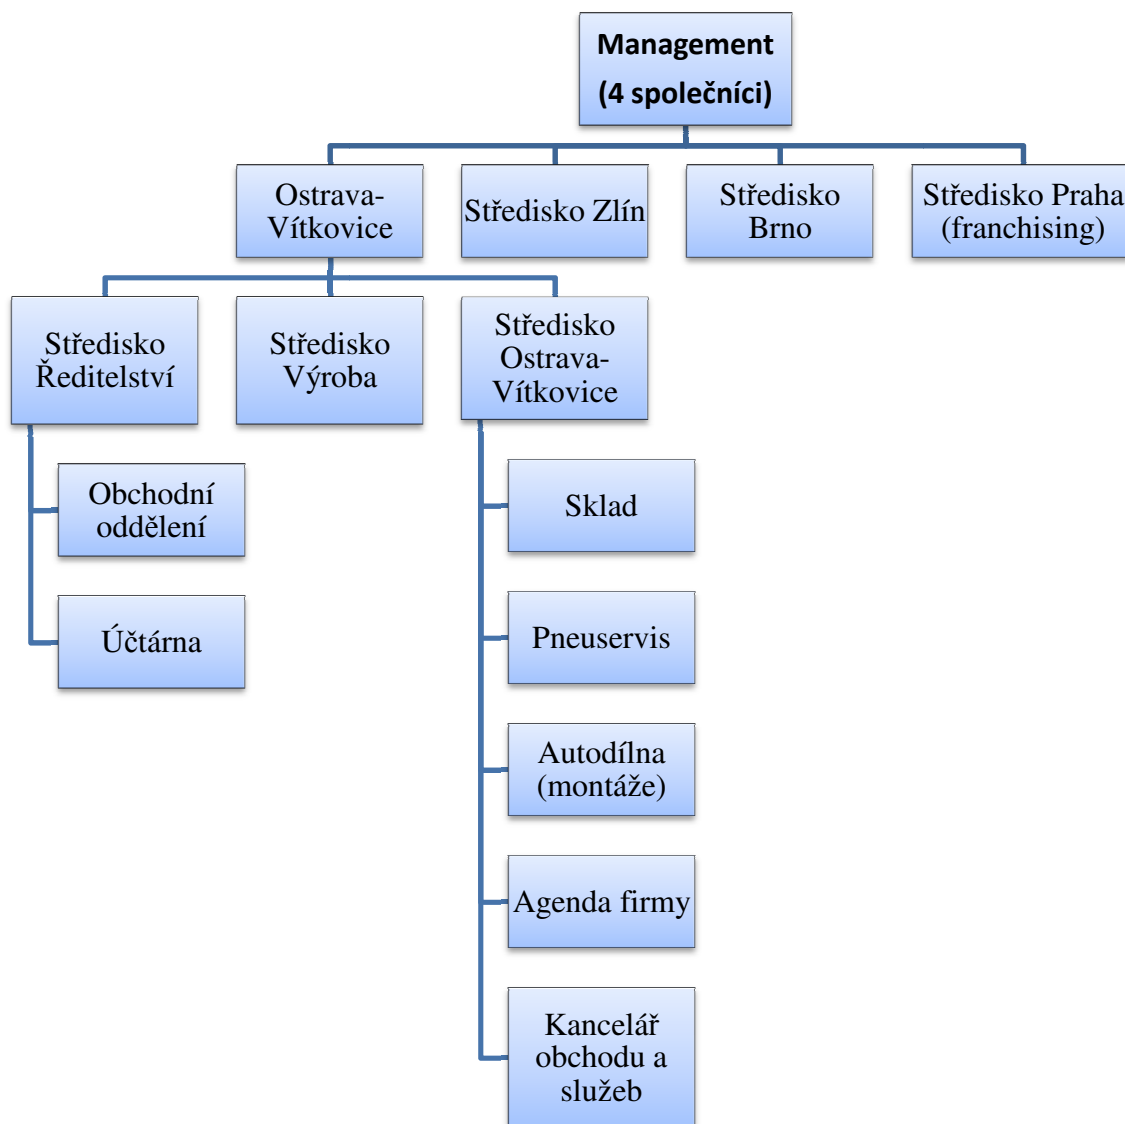 Management
(4 společníci)
Ostrava-
Vítkovice
Středisko Zlín
Středisko
Brno
Středisko Praha
(franchising)
Středisko
Ředitelství
Středisko
Výroba
Středisko
Ostrava-
Vítkovice
Obchodní
oddělení
Účtárna
Sklad
Pneuservis
Autodílna
(montáže)
Agenda firmy
Kancelář
obchodu a
služeb